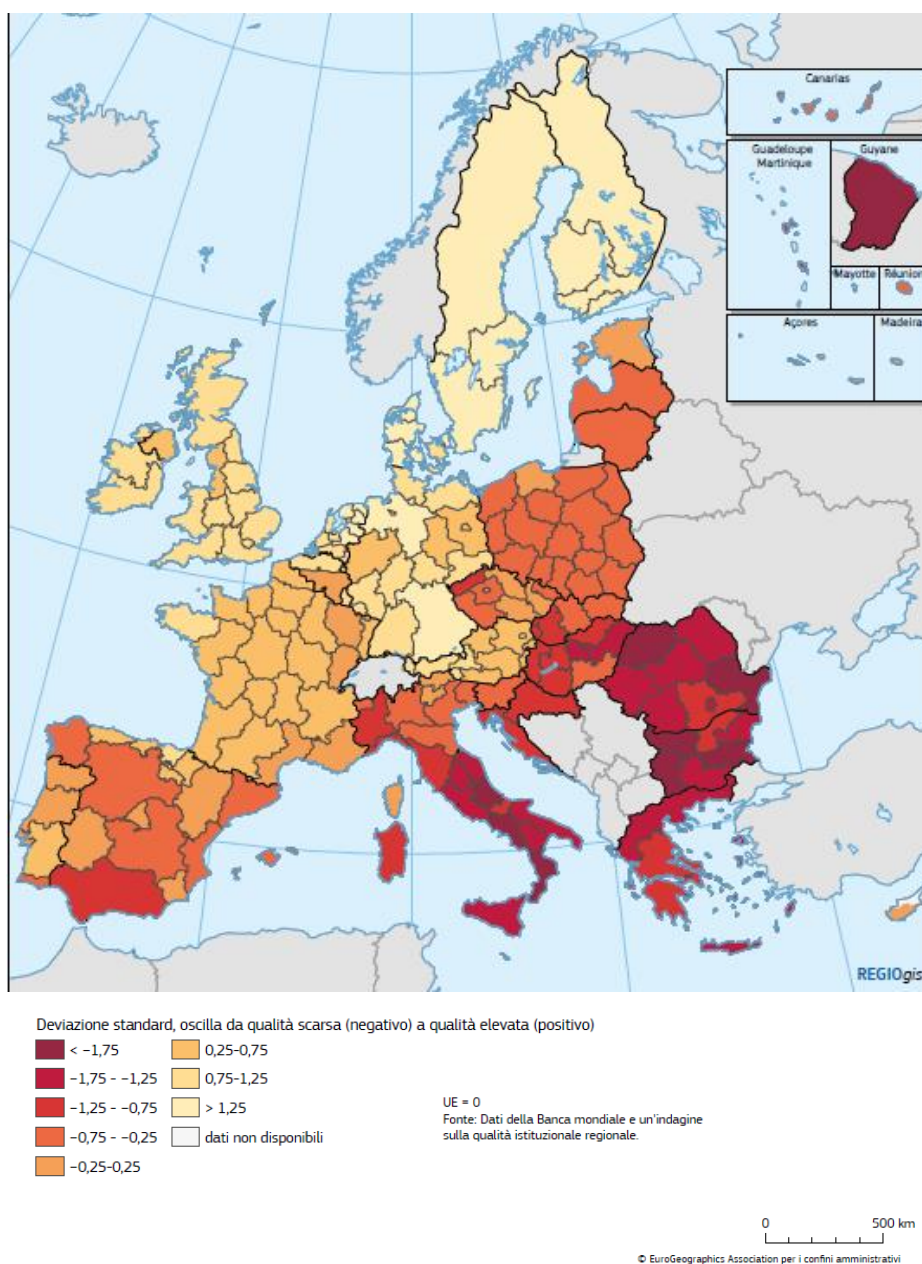 Canarias
Guadeloupe
Martinique
Guyane
Mayotte
Réunion
Açores
Madeira
REGIOgis
Deviazione standard, oscilla da qualità scarsa (negativo) a qualità elevata (positivo)
< −1,75
0,25-0,75
−1,75 - −1,25
0,75-1,25
−1,25 - −0,75
> 1,25
−0,75 - −0,25
dati non disponibili
−0,25-0,25
UE = 0
Fonte: Dati della Banca mondiale e un'indagine
sulla qualità istituzionale regionale.
0 500 km
© EuroGeographics Association per i confini amministrativi